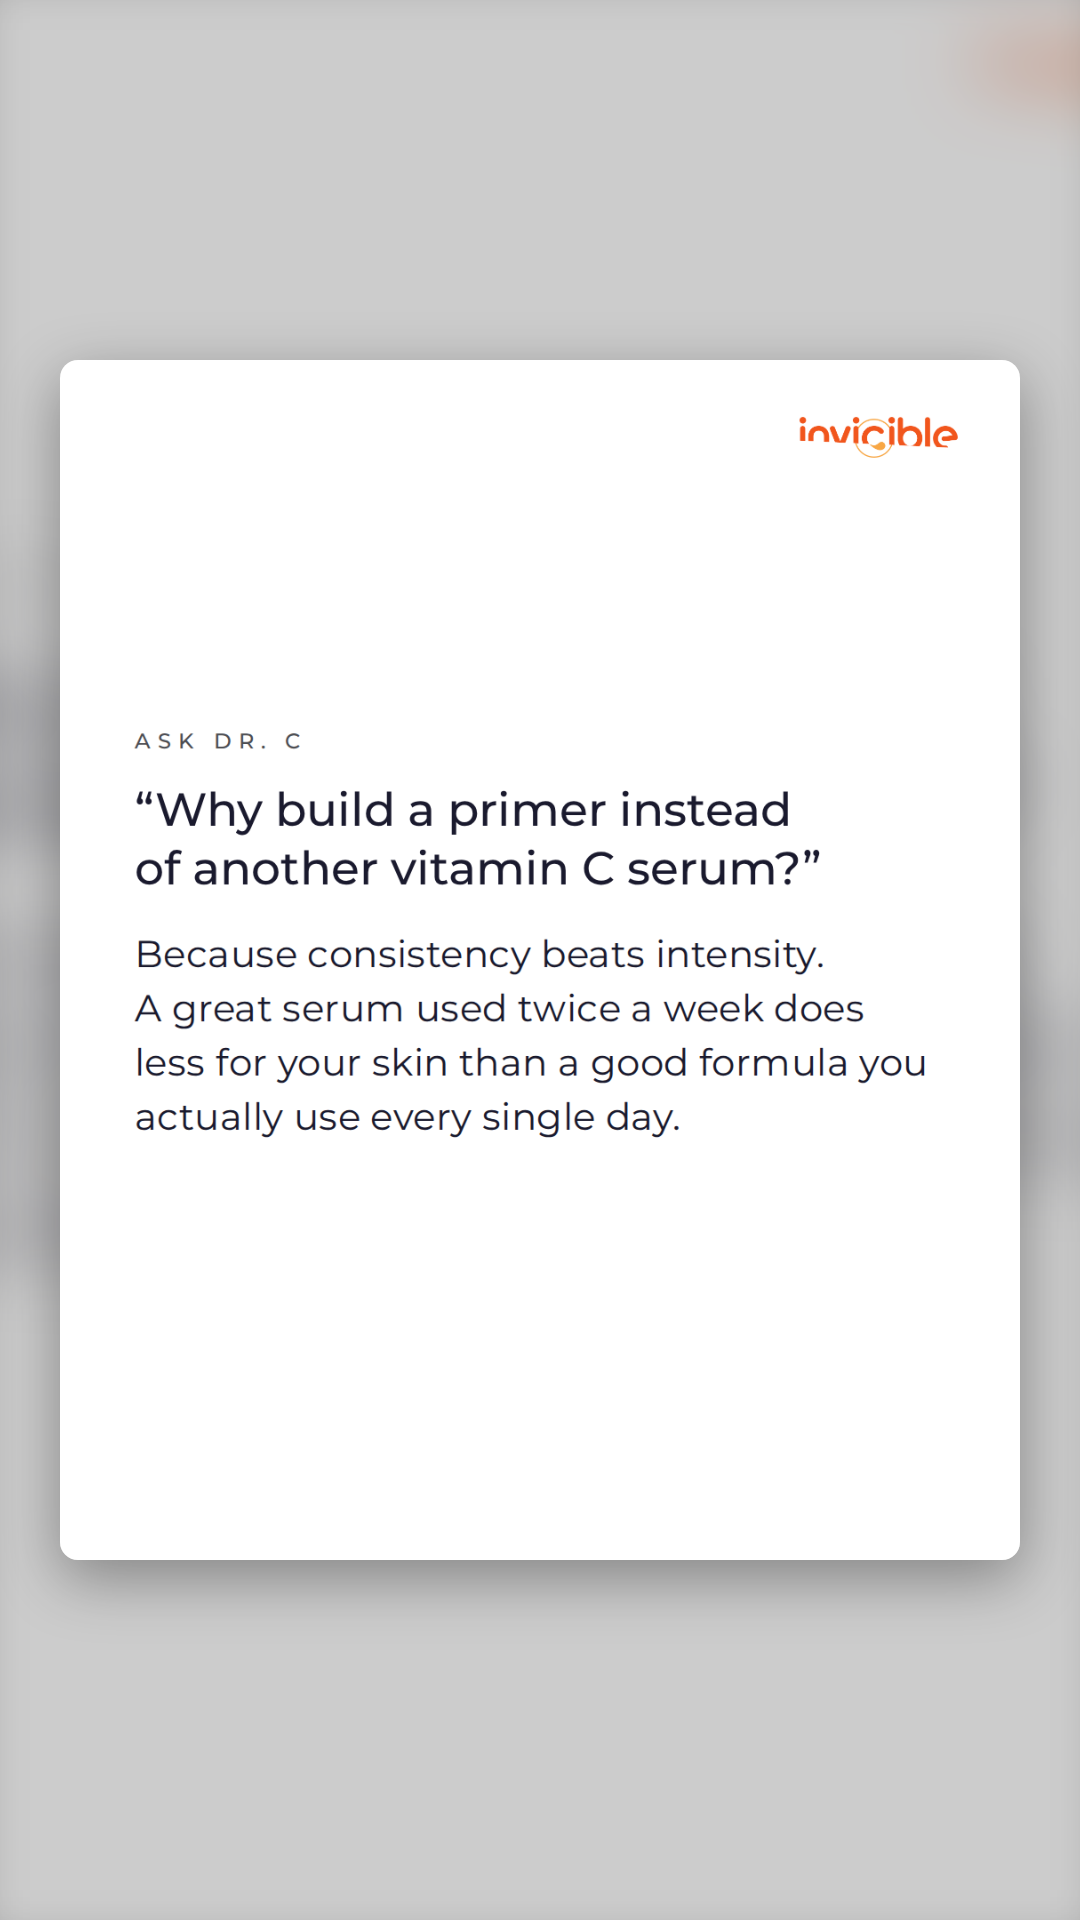 invicible
ASK DR. C
“Why build a primer instead
of another vitamin C serum?”
Because consistency beats intensity.
A great serum used twice a week does
less for your skin than a good formula you
actually use every single day.